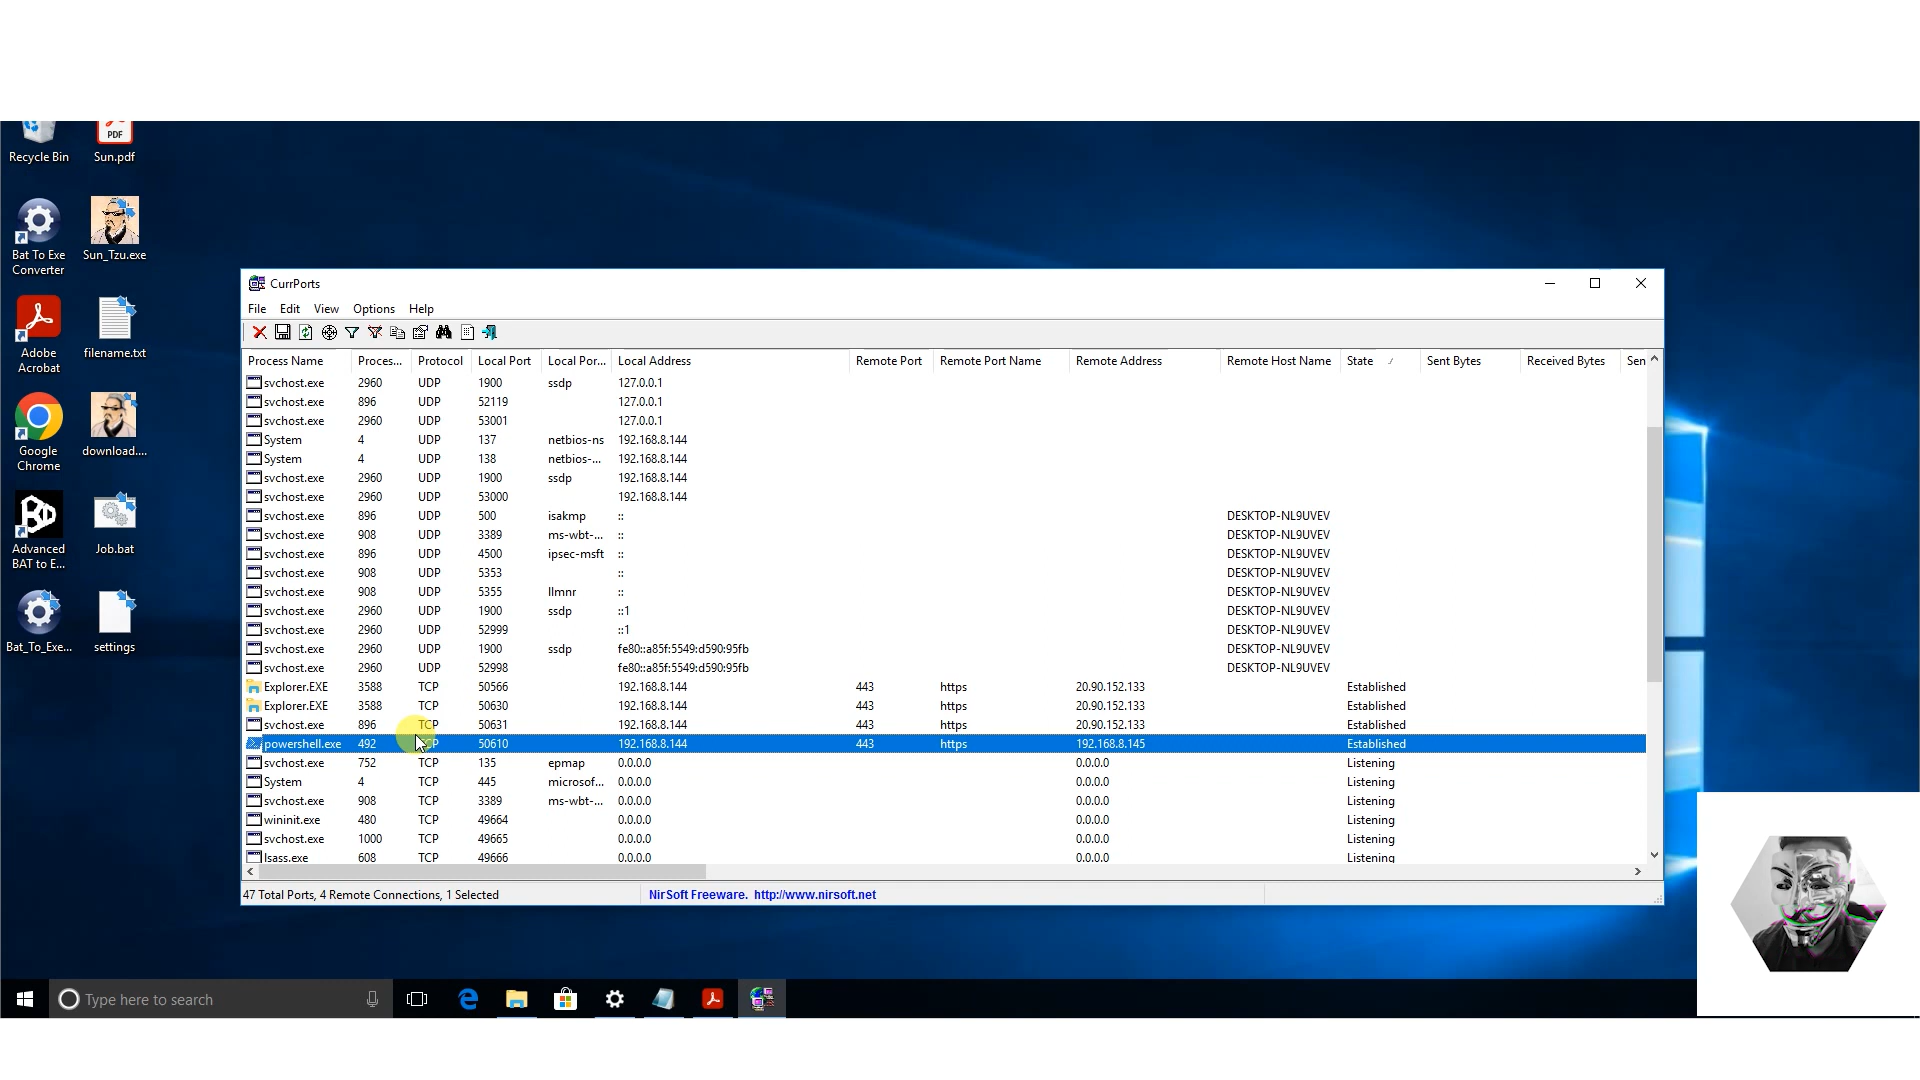 PDF
Recycle Bin
Sun.pdf
Bat To Exe
Converter
Sun_Tzu.exe
Adobe
Acrobat
filename.txt
Google
Chrome
download....
Advanced
BAT to E...
Job.bat
Bat_To_Exe...
settings
CurrPorts
File Edit View Options Help
Process Name Proces... Protocol Local Port Local Por... Local Address Remote Port Remote Port Name Remote Address Remote Host Name State Sent Bytes Received Bytes Sen
svchost.exe 2960 UDP 1900 ssdp 127.0.0.1
svchost.exe 896 UDP 52119 127.0.0.1
svchost.exe 2960 UDP 53001 127.0.0.1
System 4 UDP 137 netbios-ns 192.168.8.144
System 4 UDP 138 netbios-... 192.168.8.144
svchost.exe 2960 UDP 1900 ssdp 192.168.8.144
svchost.exe 2960 UDP 53000 192.168.8.144
svchost.exe 896 UDP 500 isakmp :: DESKTOP-NL9UVEV
svchost.exe 908 UDP 3389 ms-wbt-... :: DESKTOP-NL9UVEV
svchost.exe 896 UDP 4500 ipsec-msft :: DESKTOP-NL9UVEV
svchost.exe 908 UDP 5353 :: DESKTOP-NL9UVEV
svchost.exe 908 UDP 5355 llmnr :: DESKTOP-NL9UVEV
svchost.exe 2960 UDP 1900 ssdp ::1 DESKTOP-NL9UVEV
svchost.exe 2960 UDP 52999 ::1 DESKTOP-NL9UVEV
svchost.exe 2960 UDP 1900 ssdp fe80::a85f:5549:d590:95fb DESKTOP-NL9UVEV
svchost.exe 2960 UDP 52998 fe80::a85f:5549:d590:95fb DESKTOP-NL9UVEV
Explorer.EXE 3588 TCP 50566 192.168.8.144 443 https 20.90.152.133 Established
Explorer.EXE 3588 TCP 50630 192.168.8.144 443 https 20.90.152.133 Established
svchost.exe 896 TCP 50631 192.168.8.144 443 https 20.90.152.133 Established
powershell.exe 492 TCP 50610 192.168.8.144 443 https 192.168.8.145 Established
svchost.exe 752 TCP 135 epmap 0.0.0.0 0.0.0.0 Listening
System 4 TCP 445 microsof... 0.0.0.0 0.0.0.0 Listening
svchost.exe 908 TCP 3389 ms-wbt-... 0.0.0.0 0.0.0.0 Listening
wininit.exe 480 TCP 49664 0.0.0.0 0.0.0.0 Listening
svchost.exe 1000 TCP 49665 0.0.0.0 0.0.0.0 Listening
lsass.exe 608 TCP 49666 0.0.0.0 0.0.0.0 Listening
47 Total Ports, 4 Remote Connections, 1 Selected NirSoft Freeware. http://www.nirsoft.net
Type here to search